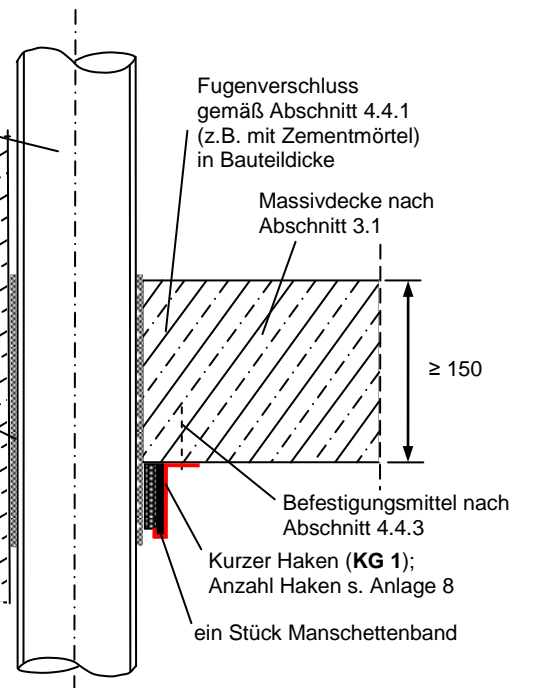 Fugenverschluss
gemäß Abschnitt 4.4.1
(z.B. mit Zementmörtel)
in Bauteildicke
Massivdecke nach
Abschnitt 3.1
≥ 150
Befestigungsmittel nach
Abschnitt 4.4.3
Kurzer Haken (KG 1);
Anzahl Haken s. Anlage 8
ein Stück Manschettenband